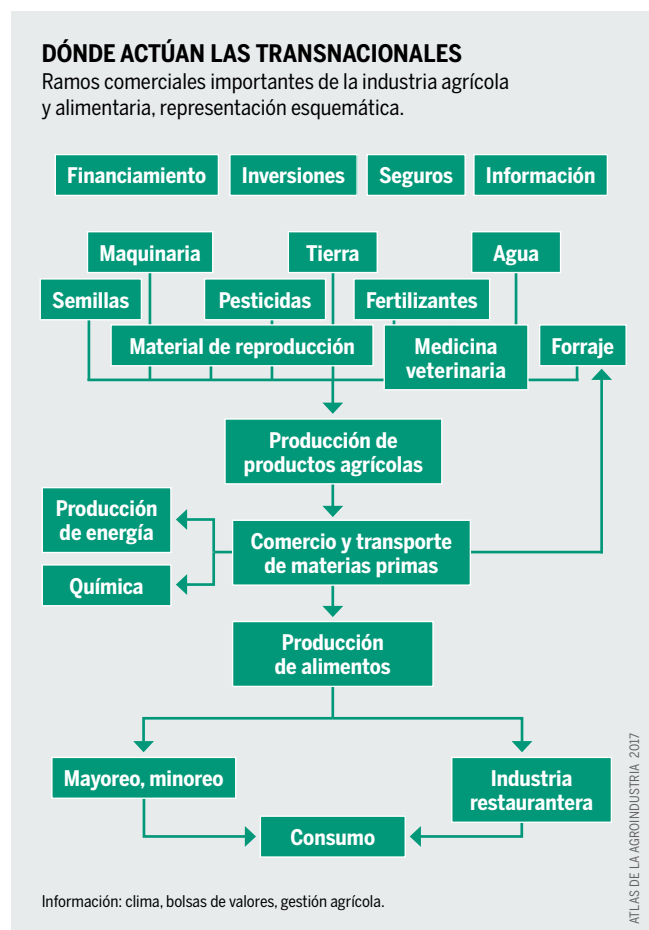 DÓNDE ACTÚAN LAS TRANSNACIONALES
Ramos comerciales importantes de la industria agrícola
y alimentaria, representación esquemática.
Financiamiento
Inversiones
Seguros
Información
Maquinaria
Tierra
Agua
Semillas
Pesticidas
Fertilizantes
Material de reproducción
Medicina
veterinaria
Forraje
Producción de
productos agrícolas
Producción
de energía
Comercio y transporte
de materias primas
Química
Producción
de alimentos
Mayoreo, minoreo
Industria
restaurantera
Consumo
Información: clima, bolsas de valores, gestión agrícola.
ATLAS DE LA AGROINDUSTRIA 2017